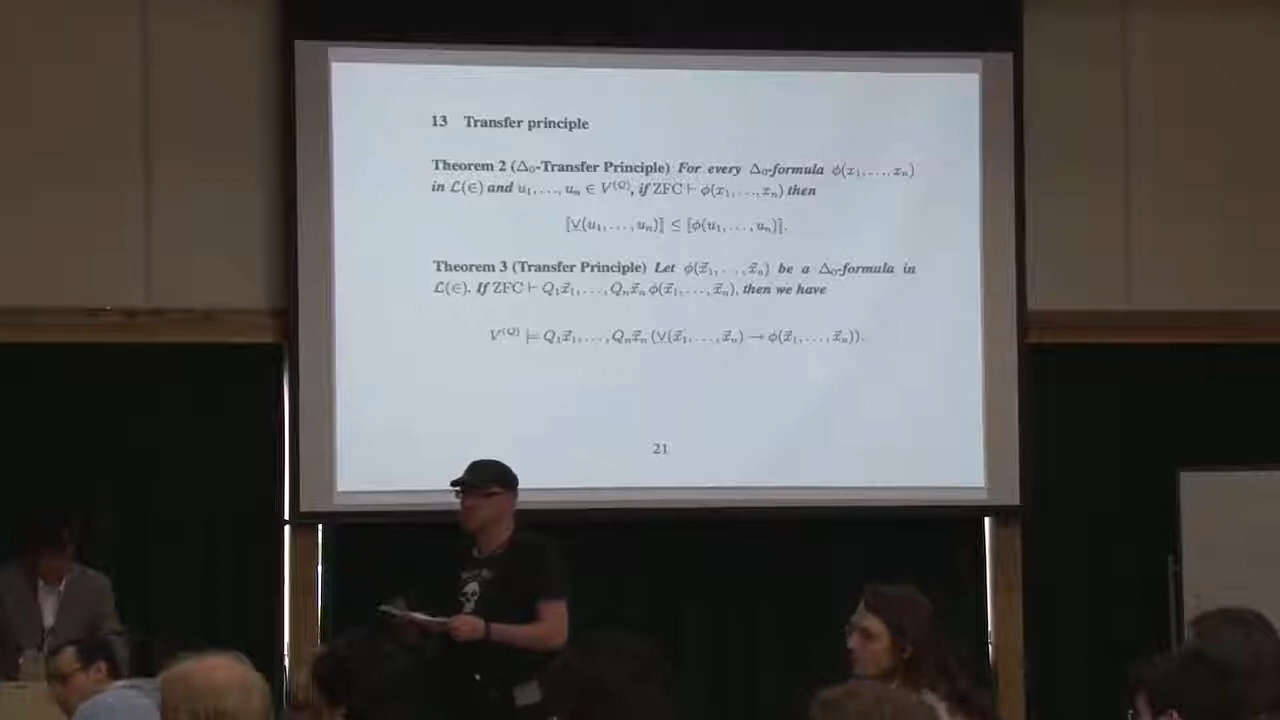 13 Transfer principle
Theorem 2 (Δ₀-Transfer Principle) For every Δ₀-formula ϕ(x₁, . . . , xₙ)
in ℒ(∈) and u₁, . . . , uₙ ∈ V⁽Q⁾, if ZFC ⊢ ϕ(x₁, . . . , xₙ) then
⟦⊻(u₁, . . . , uₙ)⟧ ≤ ⟦ϕ(u₁, . . . , uₙ)⟧.
Theorem 3 (Transfer Principle) Let ϕ(x⃗₁, . . . , x⃗ₙ) be a Δ₀-formula in
ℒ(∈). If ZFC ⊢ Q₁x⃗₁, . . . , Qₙx⃗ₙ ϕ(x⃗₁, . . . , x⃗ₙ), then we have
V⁽Q⁾ ⊨ Q₁x⃗₁, . . . , Qₙx⃗ₙ (⊻(x⃗₁, . . . , x⃗ₙ) → ϕ(x⃗₁, . . . , x⃗ₙ)).
21